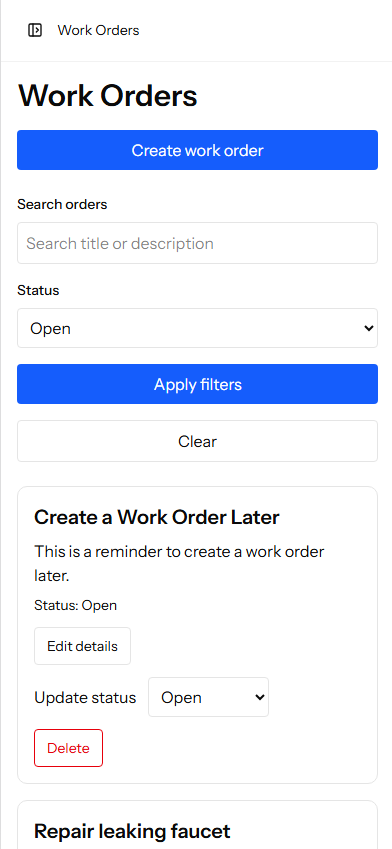 Work Orders
Work Orders
Create work order
Search orders
Search title or description
Status
Open
Apply filters
Clear
Create a Work Order Later
This is a reminder to create a work order
later.
Status: Open
Edit details
Update status Open
Delete
Repair leaking faucet